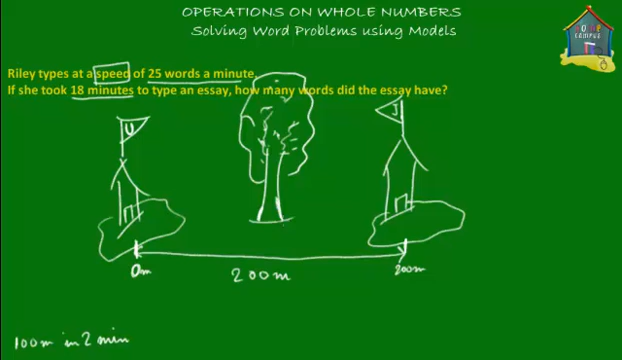 OPERATIONS ON WHOLE NUMBERS
Solving Word Problems using Models
HOME
CAMPUS
Riley types at a speed of 25 words a minute.
If she took 18 minutes to type an essay, how many words did the essay have?
U
J
0m
200m
200m
100m in 2 min